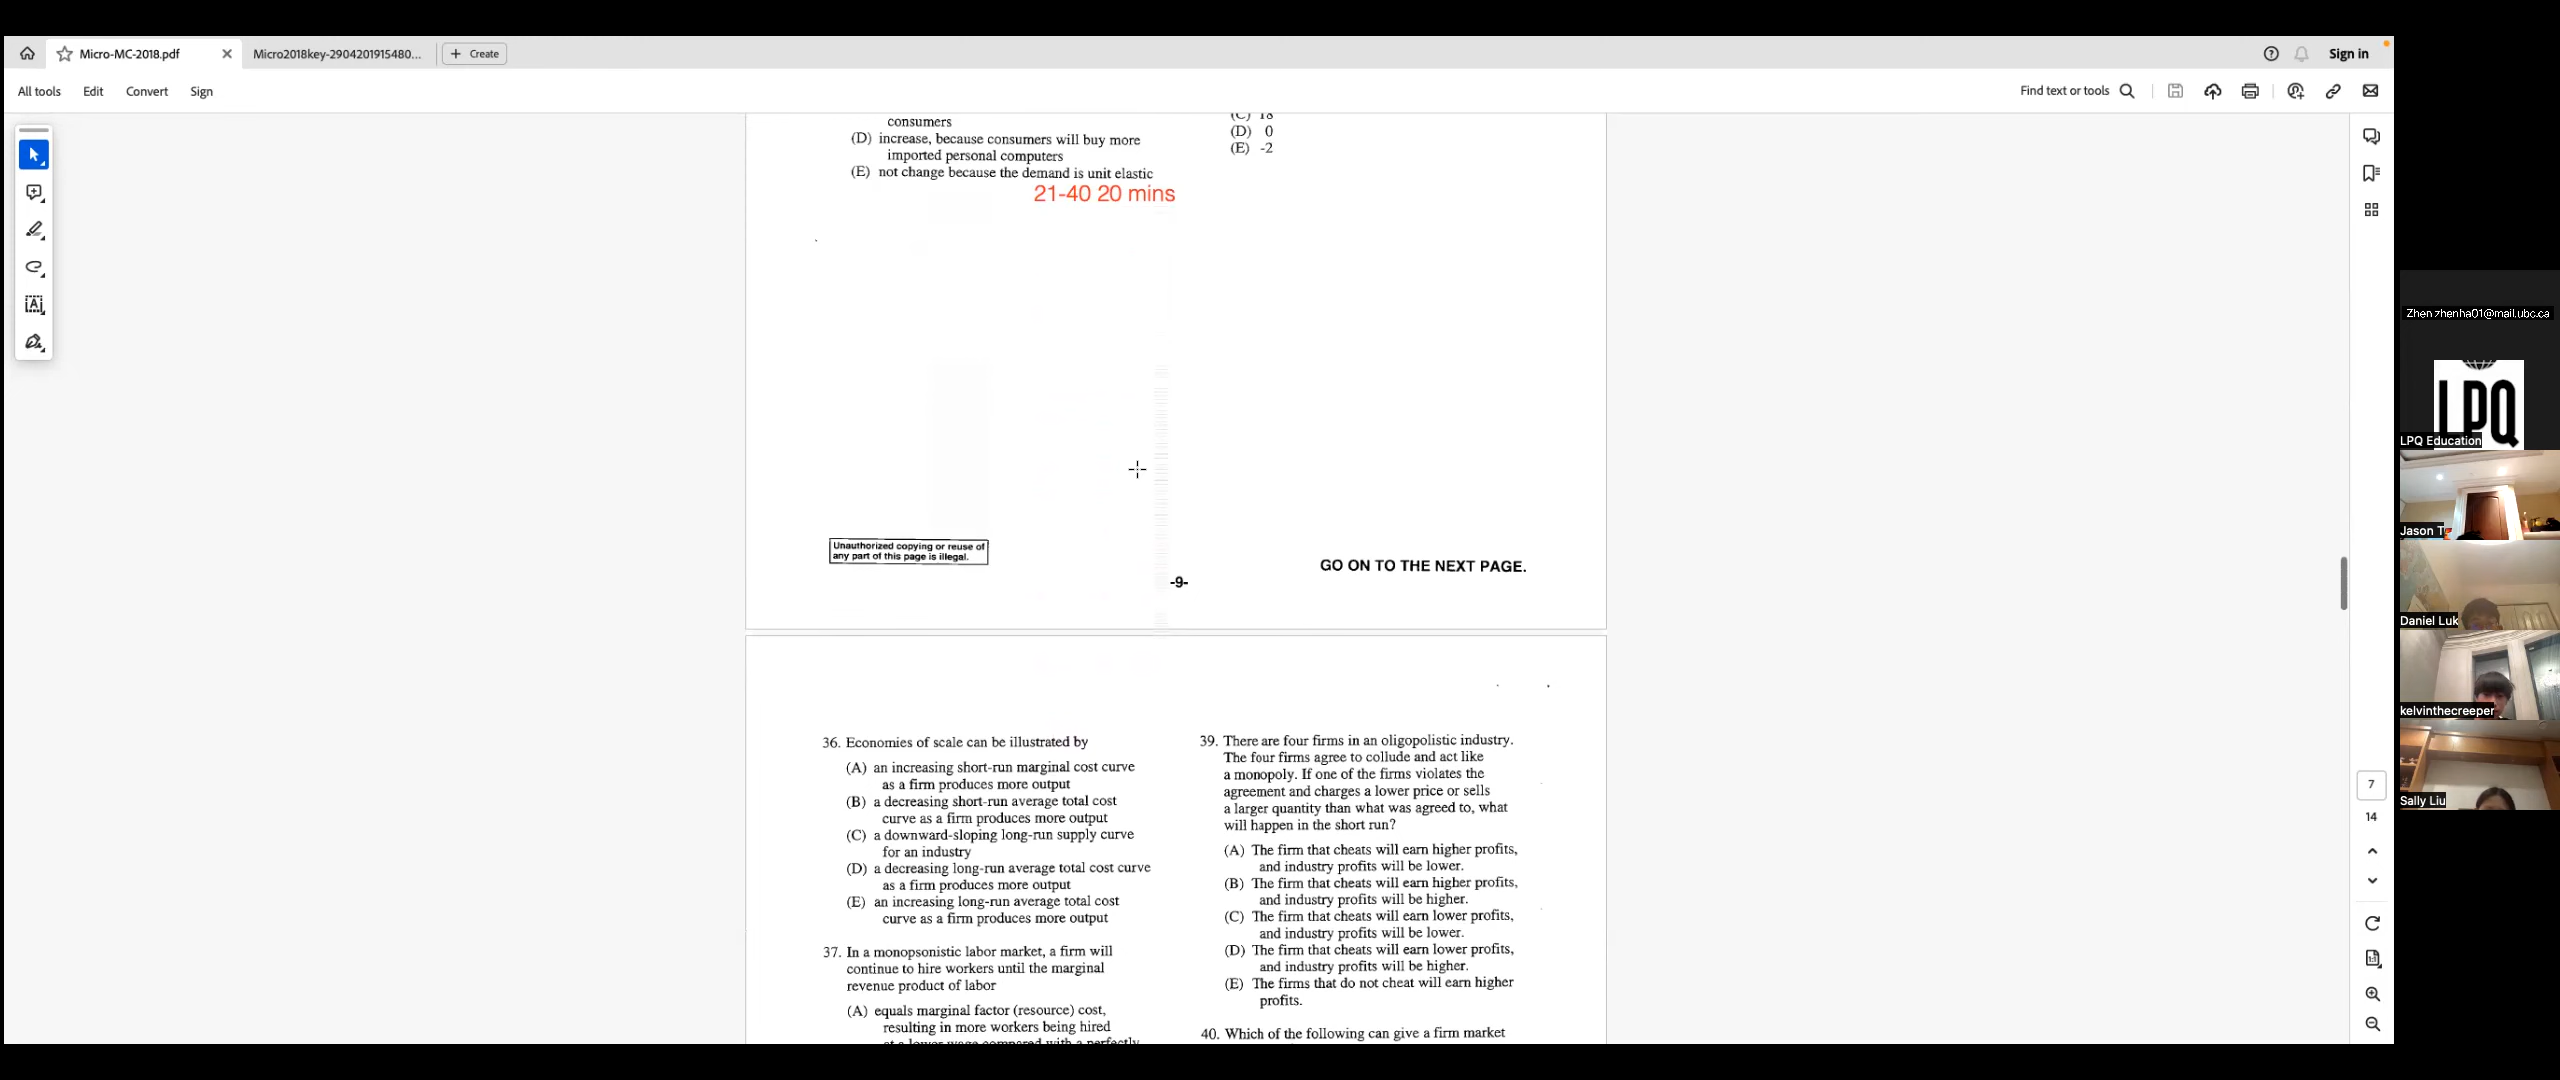 Micro-MC-2018.pdf
Micro2018key-2904201915480...
Create
Sign in
All tools
Edit
Convert
Sign
Find text or tools
consumers
(D) increase, because consumers will buy more
imported personal computers
(E) not change because the demand is unit elastic
21-40 20 mins
(C) 18
(D) 0
(E) -2
Unauthorized copying or reuse of
any part of this page is illegal.
-9-
GO ON TO THE NEXT PAGE.
36. Economies of scale can be illustrated by
(A) an increasing short-run marginal cost curve
as a firm produces more output
(B) a decreasing short-run average total cost
curve as a firm produces more output
(C) a downward-sloping long-run supply curve
for an industry
(D) a decreasing long-run average total cost curve
as a firm produces more output
(E) an increasing long-run average total cost
curve as a firm produces more output
37. In a monopsonistic labor market, a firm will
continue to hire workers until the marginal
revenue product of labor
(A) equals marginal factor (resource) cost,
resulting in more workers being hired
at a lower wage compared with a perfectly
39. There are four firms in an oligopolistic industry.
The four firms agree to collude and act like
a monopoly. If one of the firms violates the
agreement and charges a lower price or sells
a larger quantity than what was agreed to, what
will happen in the short run?
(A) The firm that cheats will earn higher profits,
and industry profits will be lower.
(B) The firm that cheats will earn higher profits,
and industry profits will be higher.
(C) The firm that cheats will earn lower profits,
and industry profits will be lower.
(D) The firm that cheats will earn lower profits,
and industry profits will be higher.
(E) The firms that do not cheat will earn higher
profits.
40. Which of the following can give a firm market
7
14
Zhen zhenha01@mail.ubc.ca
LPQ
LPQ Education
Jason T
Daniel Luk
kelvinthecreeper
Sally Liu